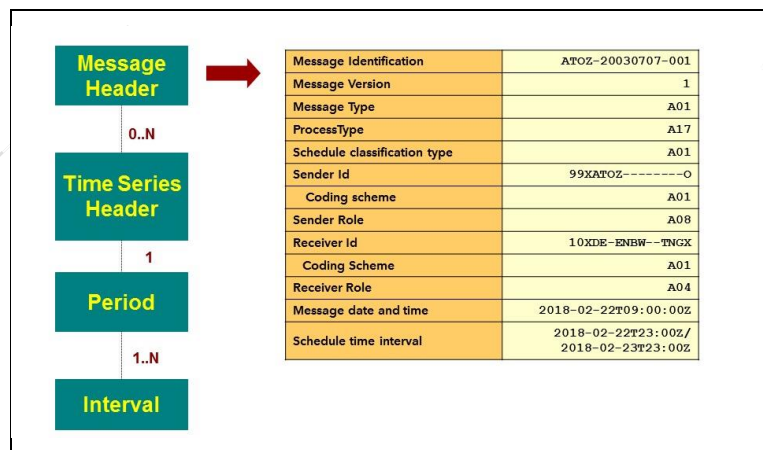 Message
Header
0..N
Time Series
Header
1
Period
1..N
Interval
Message Identification ATOZ-20030707-001
Message Version 1
Message Type A01
ProcessType A17
Schedule classification type A01
Sender Id 99XATOZ--------O
Coding scheme A01
Sender Role A08
Receiver Id 10XDE-ENBW--TNGX
Coding Scheme A01
Receiver Role A04
Message date and time 2018-02-22T09:00:00Z
Schedule time interval 2018-02-22T23:00Z/
2018-02-23T23:00Z